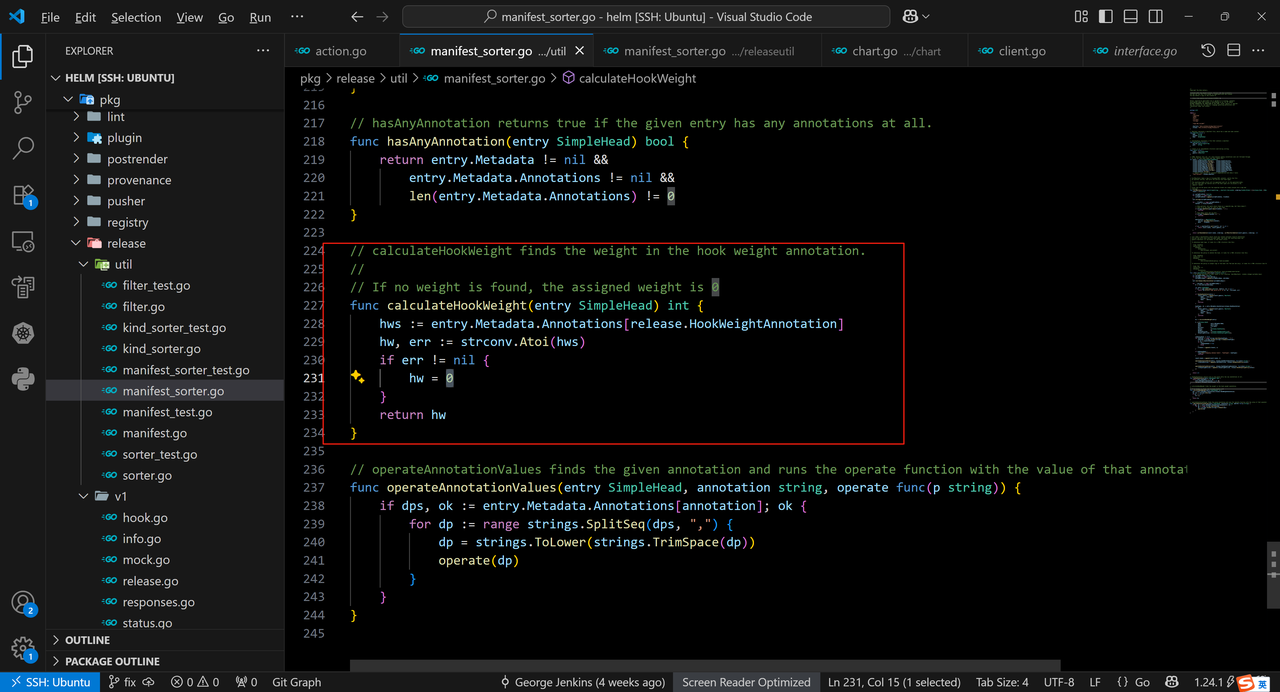 File Edit Selection View Go Run ··· manifest_sorter.go - helm [SSH: Ubuntu] - Visual Studio Code
EXPLORER ···
action.go manifest_sorter.go .../util manifest_sorter.go .../releaseutil chart.go .../chart client.go interface.go ···
HELM [SSH: UBUNTU]
pkg > release > util > manifest_sorter.go > calculateHookWeight
pkg
lint
plugin
postrender
provenance
pusher
registry
release
util
filter_test.go
filter.go
kind_sorter_test.go
kind_sorter.go
manifest_sorter_test.go
manifest_sorter.go
manifest_test.go
manifest.go
sorter_test.go
sorter.go
v1
hook.go
info.go
mock.go
release.go
responses.go
status.go
OUTLINE
PACKAGE OUTLINE
1
2
1
215 }
216
217 // hasAnyAnnotation returns true if the given entry has any annotations at all.
218 func hasAnyAnnotation(entry SimpleHead) bool {
219 return entry.Metadata != nil &&
220 entry.Metadata.Annotations != nil &&
221 len(entry.Metadata.Annotations) != 0
222 }
223
224 // calculateHookWeight finds the weight in the hook weight annotation.
225 //
226 // If no weight is found, the assigned weight is 0
227 func calculateHookWeight(entry SimpleHead) int {
228 hws := entry.Metadata.Annotations[release.HookWeightAnnotation]
229 hw, err := strconv.Atoi(hws)
230 if err != nil {
231 hw = 0
232 }
233 return hw
234 }
235
236 // operateAnnotationValues finds the given annotation and runs the operate function with the value of that annotat
237 func operateAnnotationValues(entry SimpleHead, annotation string, operate func(p string)) {
238 if dps, ok := entry.Metadata.Annotations[annotation]; ok {
239 for dp := range strings.SplitSeq(dps, ",") {
240 dp = strings.ToLower(strings.TrimSpace(dp))
241 operate(dp)
242 }
243 }
244 }
245
SSH: Ubuntu fix 0 0 0 Git Graph George Jenkins (4 weeks ago) Screen Reader Optimized Ln 231, Col 15 (1 selected) Tab Size: 4 UTF-8 LF {} Go 1.24.1 S 英